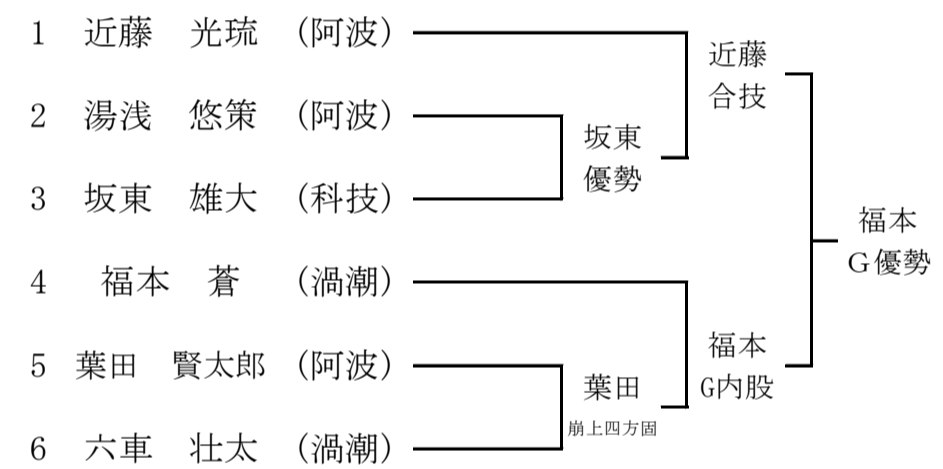 1 近藤 光琉 （阿波）
2 湯浅 悠策 （阿波）
3 坂東 雄大 （科技）
4 福本 蒼 （渦潮）
5 葉田 賢太郎 （阿波）
6 六車 壮太 （渦潮）
坂東
優勢
葉田
崩上四方固
近藤
合技
福本
G内股
福本
Ｇ優勢